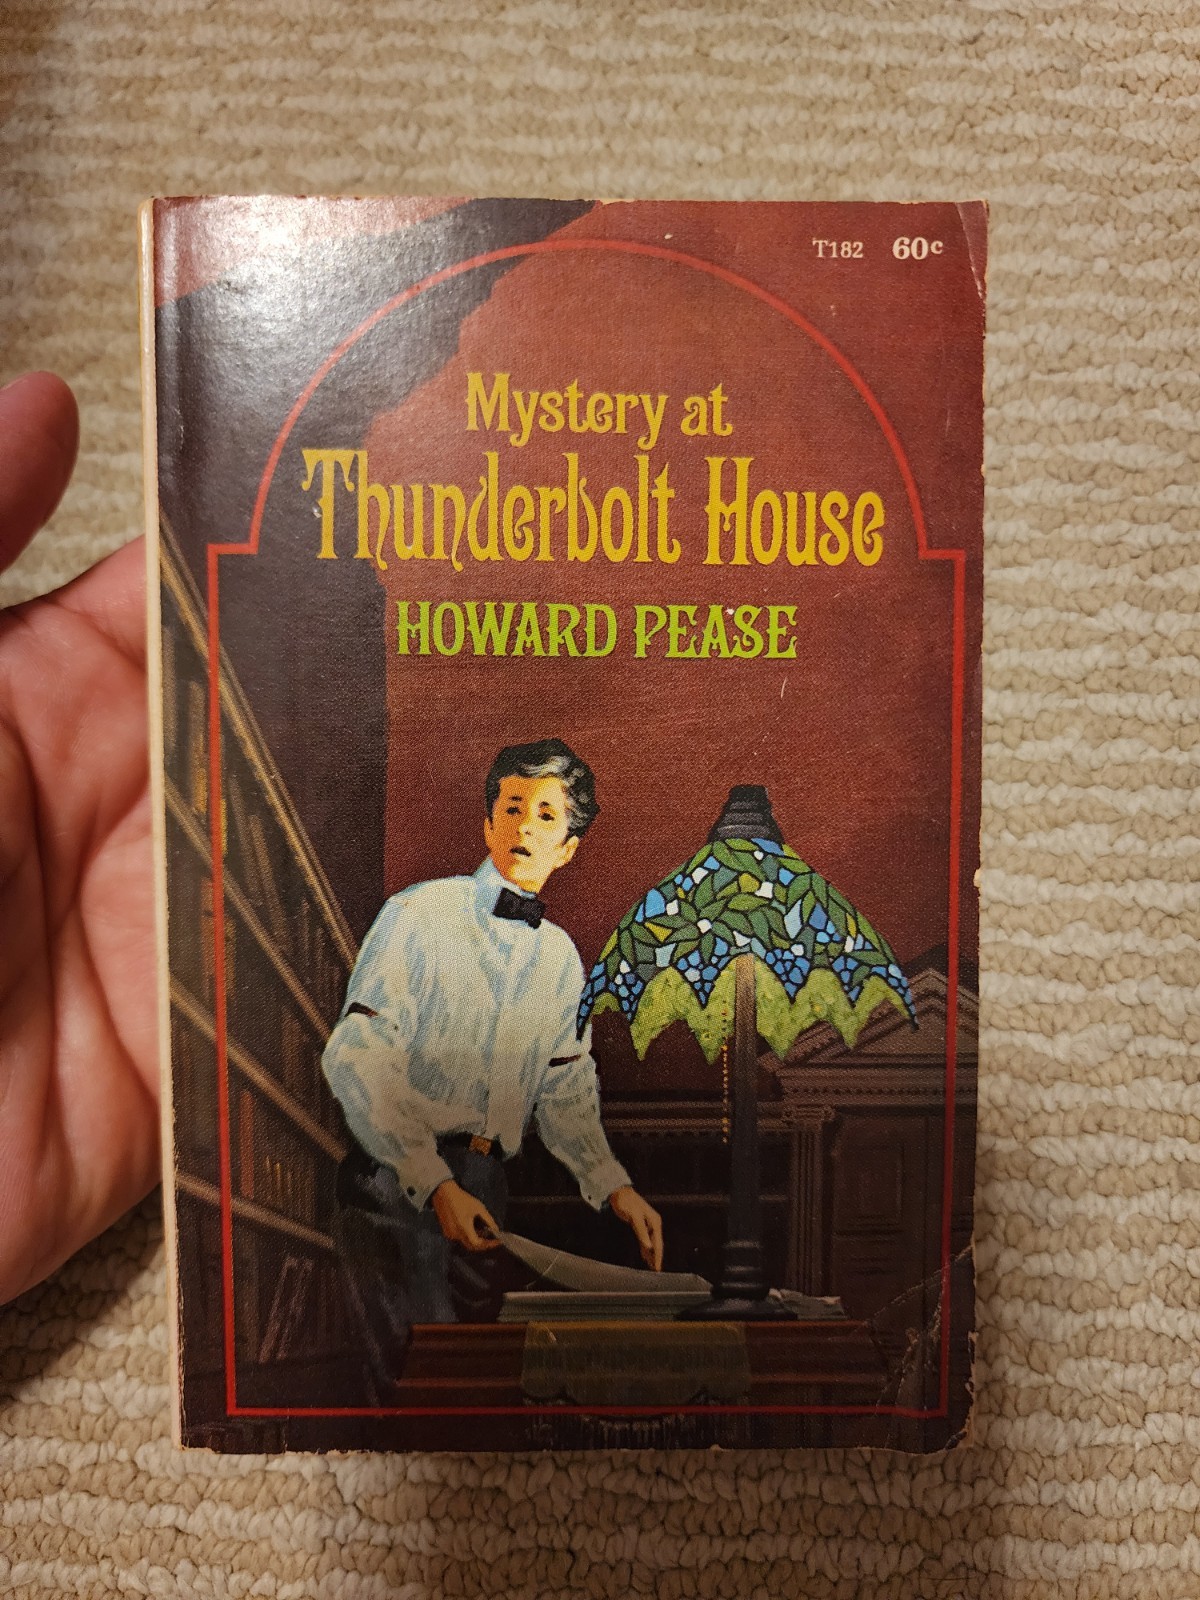 T182 60c
Mystery at
Thunderbolt House
HOWARD PEASE